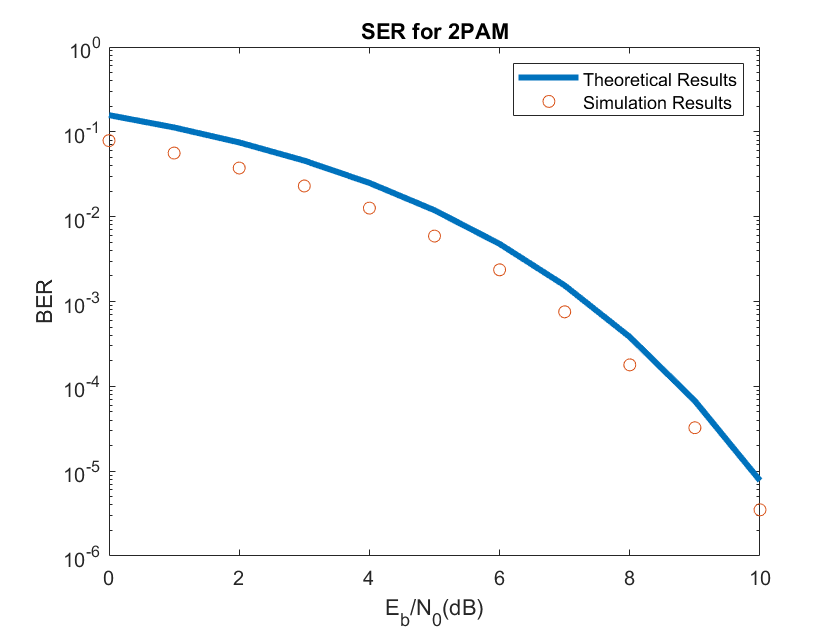 SER for 2PAM
Theoretical Results
Simulation Results
10^0
10^-1
10^-2
10^-3
10^-4
10^-5
10^-6
BER
0 2 4 6 8 10
E_b/N_0(dB)